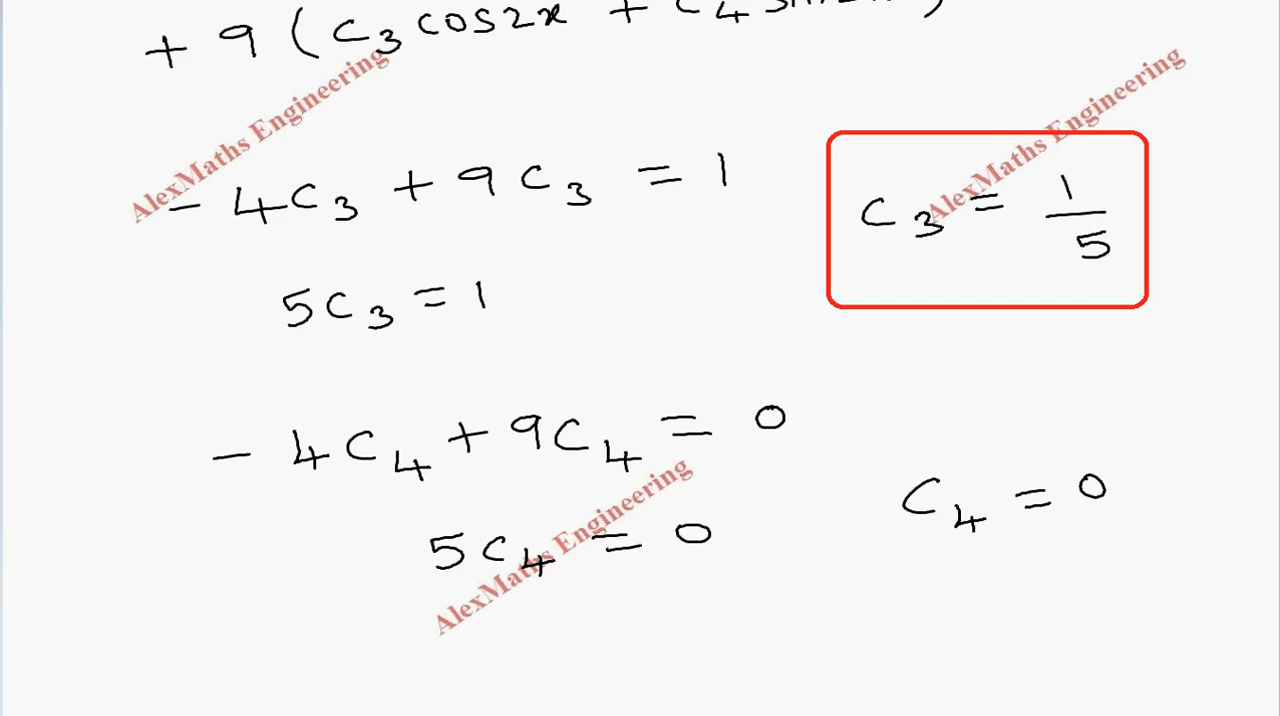 + 9 (C₃ cos2x + C₄
- 4C₃ + 9C₃ = 1
C₃ = 1/5
5C₃ = 1
- 4C₄ + 9C₄ = 0
C₄ = 0
5C₄ = 0
AlexMaths Engineering
AlexMaths Engineering
AlexMaths Engineering